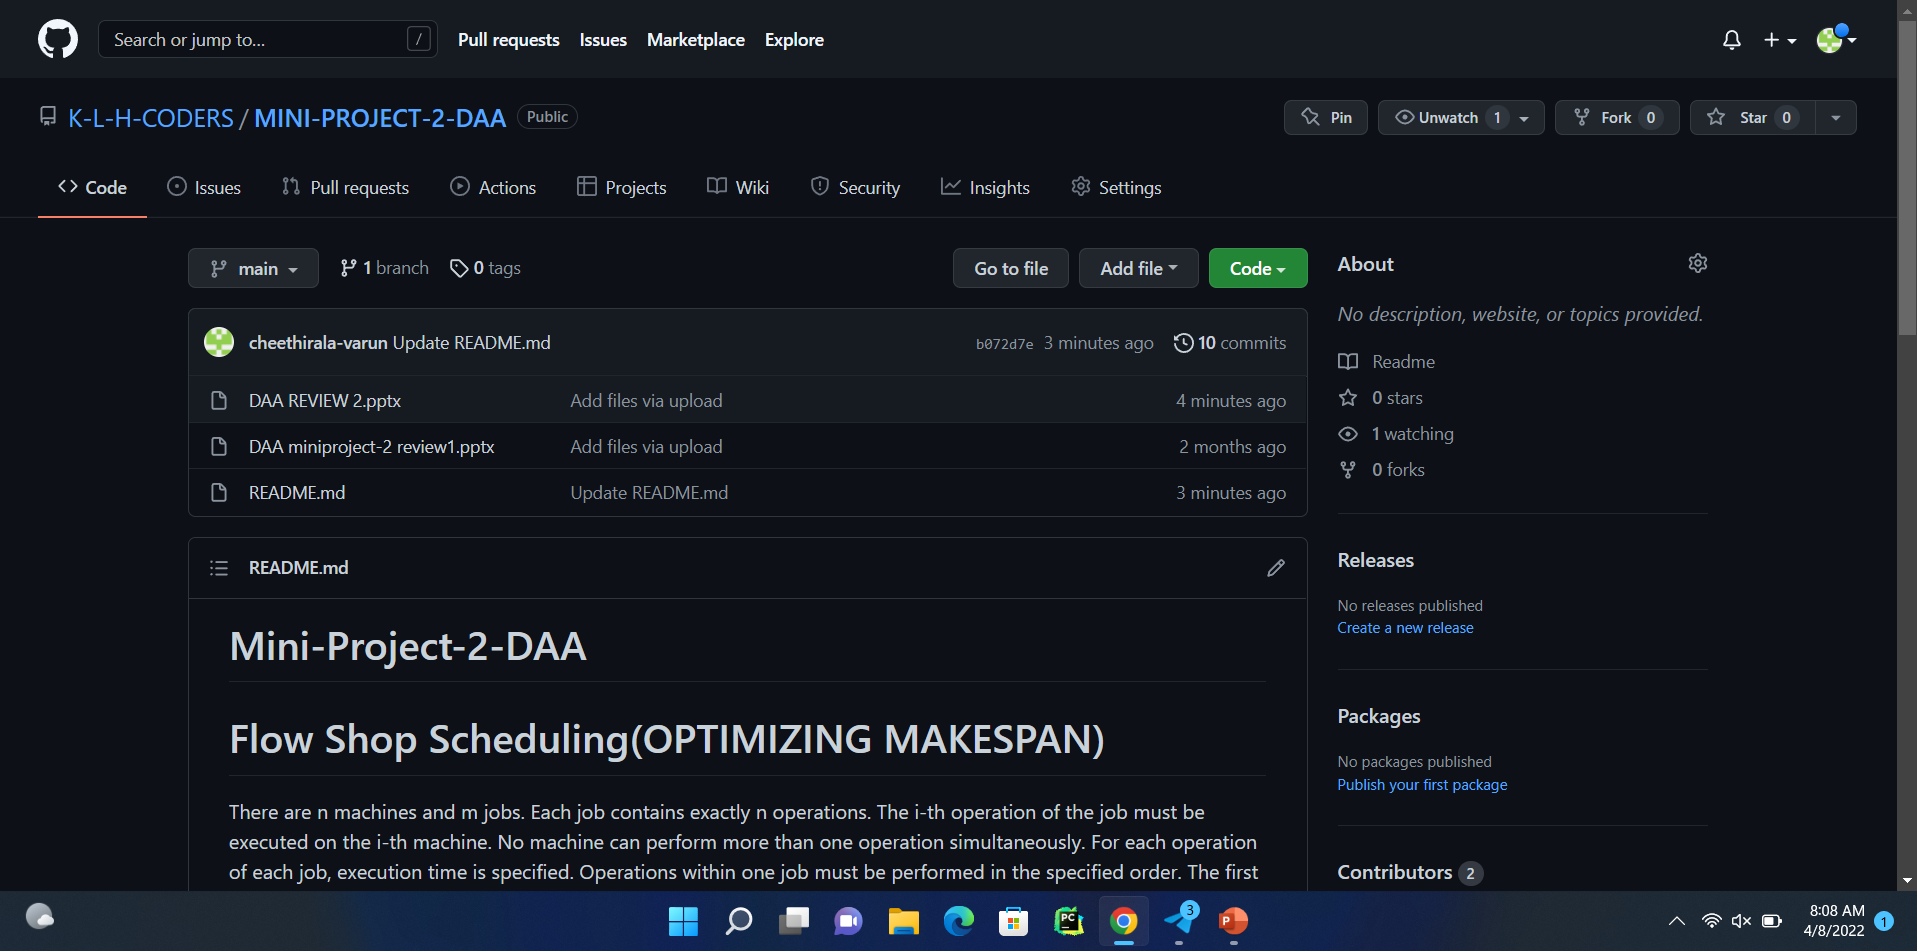 Search or jump to... /
Pull requests Issues Marketplace Explore
K-L-H-CODERS / MINI-PROJECT-2-DAA Public
Pin Unwatch 1 Fork 0 Star 0
Code Issues Pull requests Actions Projects Wiki Security Insights Settings
main 1 branch 0 tags Go to file Add file Code
cheethirala-varun Update README.md b072d7e 3 minutes ago 10 commits
DAA REVIEW 2.pptx Add files via upload 4 minutes ago
DAA miniproject-2 review1.pptx Add files via upload 2 months ago
README.md Update README.md 3 minutes ago
README.md
Mini-Project-2-DAA
Flow Shop Scheduling(OPTIMIZING MAKESPAN)
There are n machines and m jobs. Each job contains exactly n operations. The i-th operation of the job must be
executed on the i-th machine. No machine can perform more than one operation simultaneously. For each operation
of each job, execution time is specified. Operations within one job must be performed in the specified order. The first
About
No description, website, or topics provided.
Readme
0 stars
1 watching
0 forks
Releases
No releases published
Create a new release
Packages
No packages published
Publish your first package
Contributors 2
PC
3
P
8:08 AM
4/8/2022
1